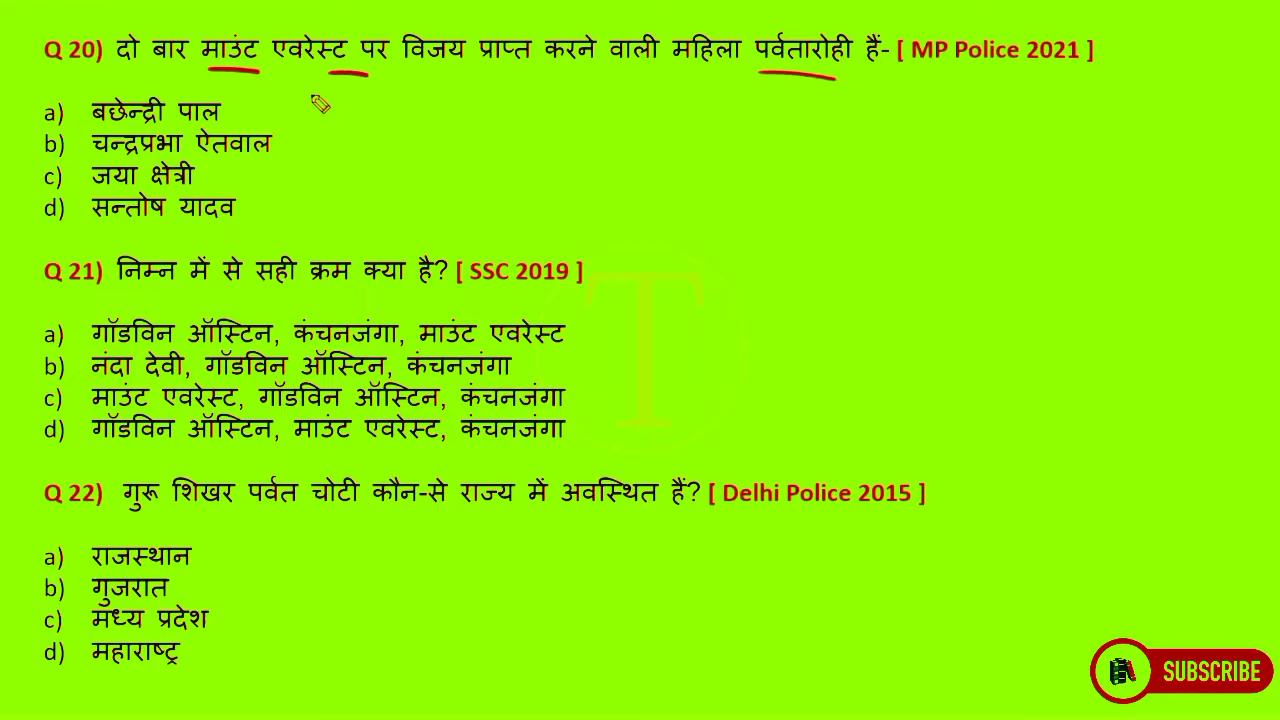 Q 20) दो बार माउंट एवरेस्ट पर विजय प्राप्त करने वाली महिला पर्वतारोही हैं- [ MP Police 2021 ]
a) बछेन्द्री पाल
b) चन्द्रप्रभा ऐतवाल
c) जया क्षेत्री
d) सन्तोष यादव
Q 21) निम्न में से सही क्रम क्या है? [ SSC 2019 ]
a) गॉडविन ऑस्टिन, कंचनजंगा, माउंट एवरेस्ट
b) नंदा देवी, गॉडविन ऑस्टिन, कंचनजंगा
c) माउंट एवरेस्ट, गॉडविन ऑस्टिन, कंचनजंगा
d) गॉडविन ऑस्टिन, माउंट एवरेस्ट, कंचनजंगा
T
Q 22) गुरू शिखर पर्वत चोटी कौन-से राज्य में अवस्थित हैं? [ Delhi Police 2015 ]
a) राजस्थान
b) गुजरात
c) मध्य प्रदेश
d) महाराष्ट्र
SUBSCRIBE